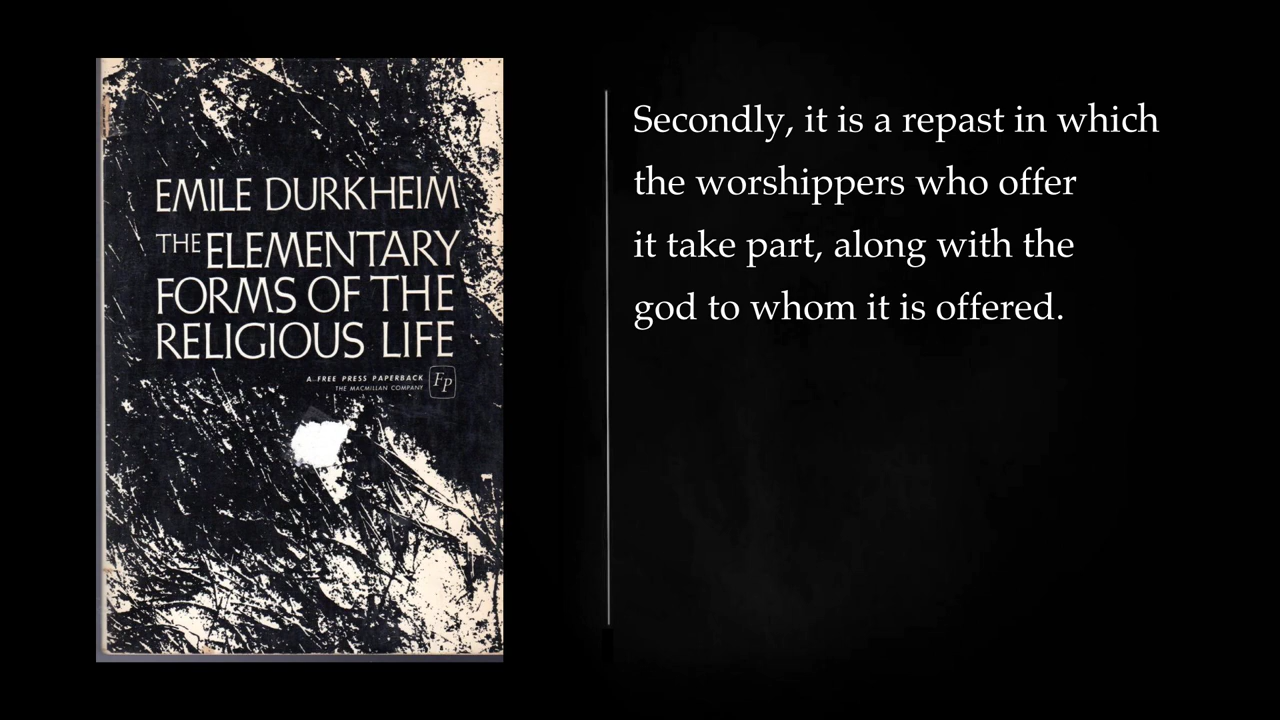 EMILE DURKHEIM
THE ELEMENTARY
FORMS OF THE
RELIGIOUS LIFE
A FREE PRESS PAPERBACK
THE MACMILLAN COMPANY
FP
Secondly, it is a repast in which
the worshippers who offer
it take part, along with the
god to whom it is offered.